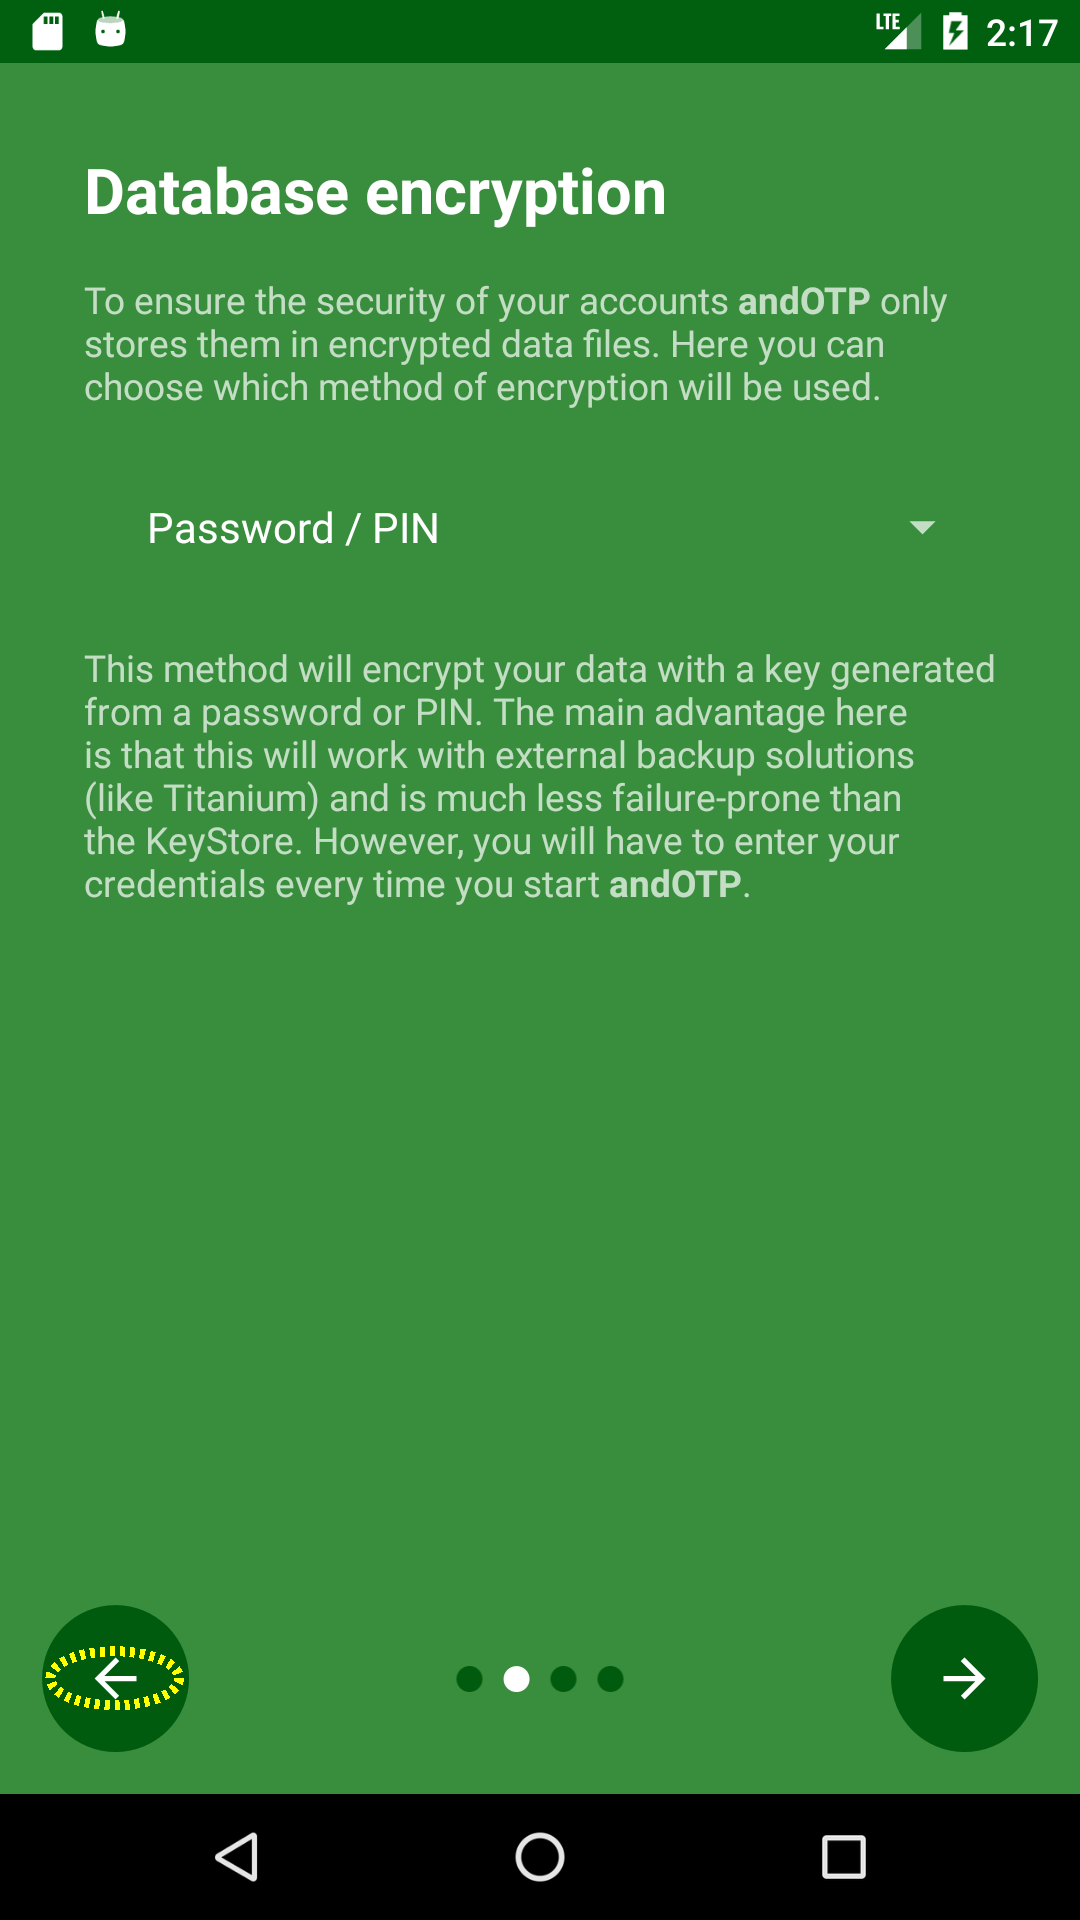 LTE 2:17
Database encryption
To ensure the security of your accounts andOTP only
stores them in encrypted data files. Here you can
choose which method of encryption will be used.
Password / PIN
This method will encrypt your data with a key generated
from a password or PIN. The main advantage here
is that this will work with external backup solutions
(like Titanium) and is much less failure-prone than
the KeyStore. However, you will have to enter your
credentials every time you start andOTP.